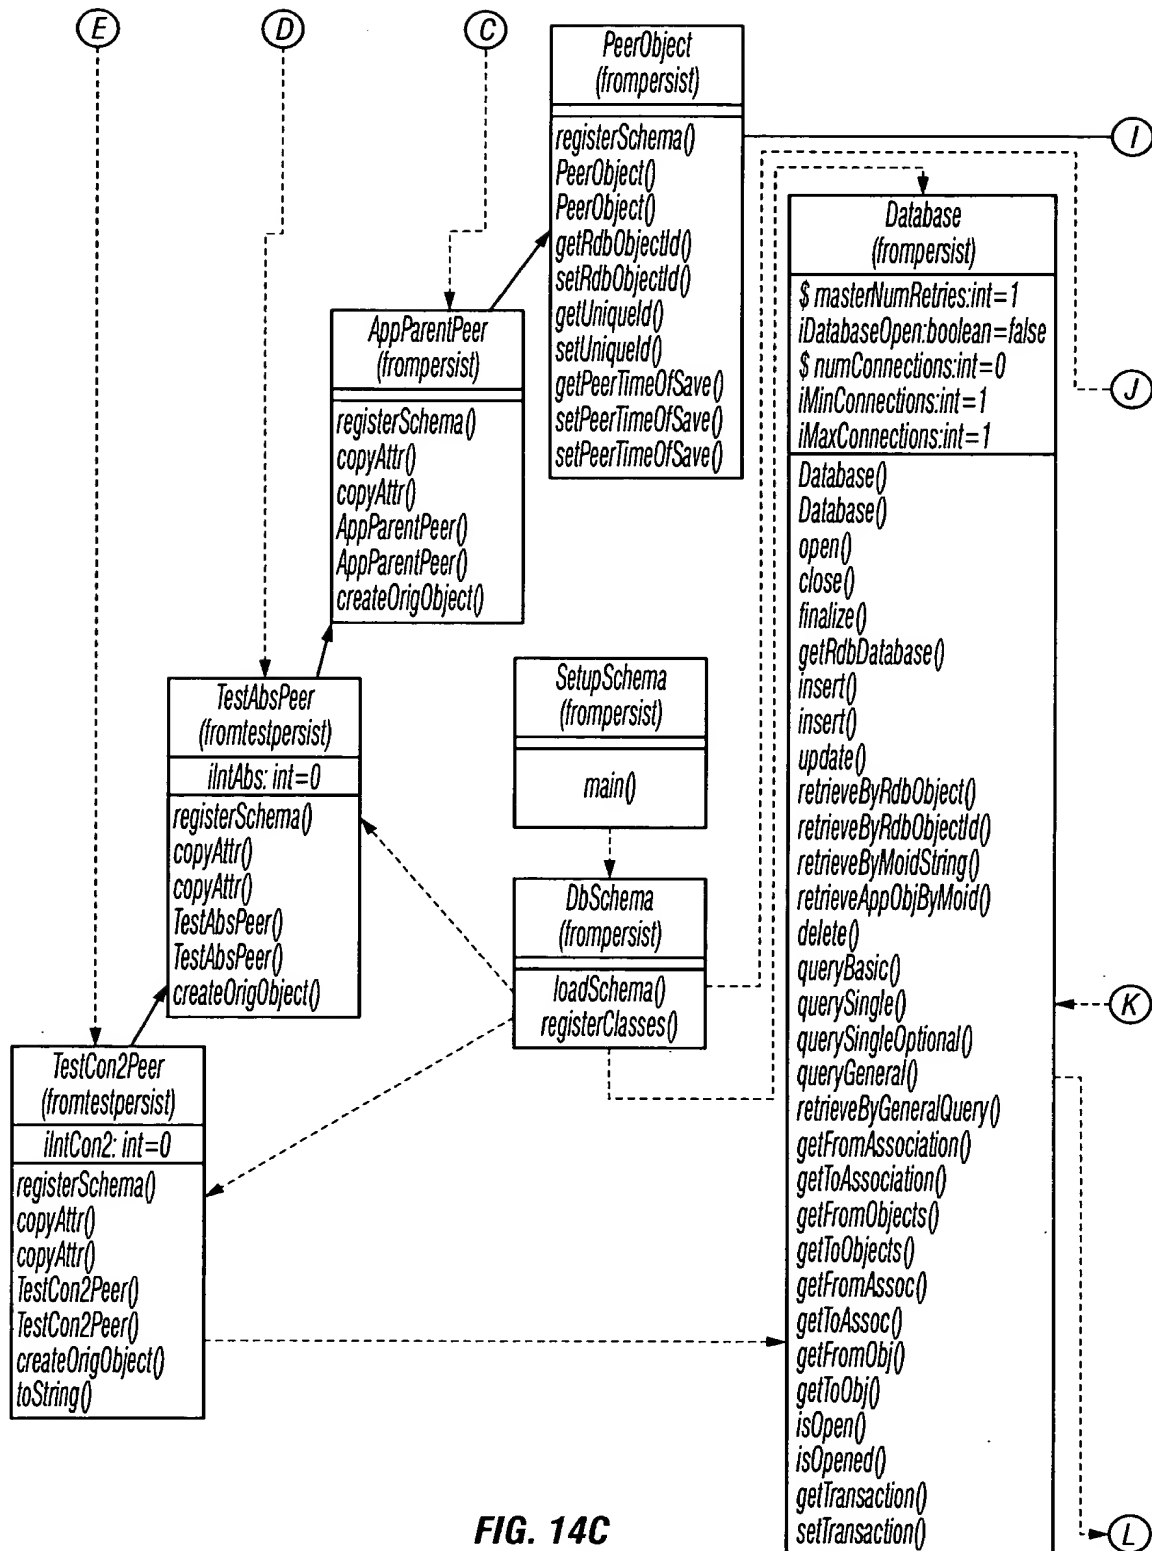 E
D
C
PeerObject
(frompersist)
registerSchema()
PeerObject()
PeerObject()
getRdbObjectId()
setRdbObjectId()
getUniqueId()
setUniqueId()
getPeerTimeOfSave()
setPeerTimeOfSave()
setPeerTimeOfSave()
I
J
AppParentPeer
(frompersist)
registerSchema()
copyAttr()
copyAttr()
AppParentPeer()
AppParentPeer()
createOrigObject()
TestAbsPeer
(fromtestpersist)
iIntAbs: int=0
registerSchema()
copyAttr()
copyAttr()
TestAbsPeer()
TestAbsPeer()
createOrigObject()
SetupSchema
(frompersist)
main()
DbSchema
(frompersist)
loadSchema()
registerClasses()
TestCon2Peer
(fromtestpersist)
iIntCon2: int=0
registerSchema()
copyAttr()
copyAttr()
TestCon2Peer()
TestCon2Peer()
createOrigObject()
toString()
Database
(frompersist)
$ masterNumRetries:int=1
iDatabaseOpen:boolean=false
$ numConnections:int=0
iMinConnections:int=1
iMaxConnections:int=1
Database()
Database()
open()
close()
finalize()
getRdbDatabase()
insert()
insert()
update()
retrieveByRdbObject()
retrieveByRdbObjectId()
retrieveByMoidString()
retrieveAppObjByMoid()
delete()
queryBasic()
querySingle()
querySingleOptional()
queryGeneral()
retrieveByGeneralQuery()
getFromAssociation()
getToAssociation()
getFromObjects()
getToObjects()
getFromAssoc()
getToAssoc()
getFromObj()
getToObj()
isOpen()
isOpened()
getTransaction()
setTransaction()
K
L
FIG. 14C